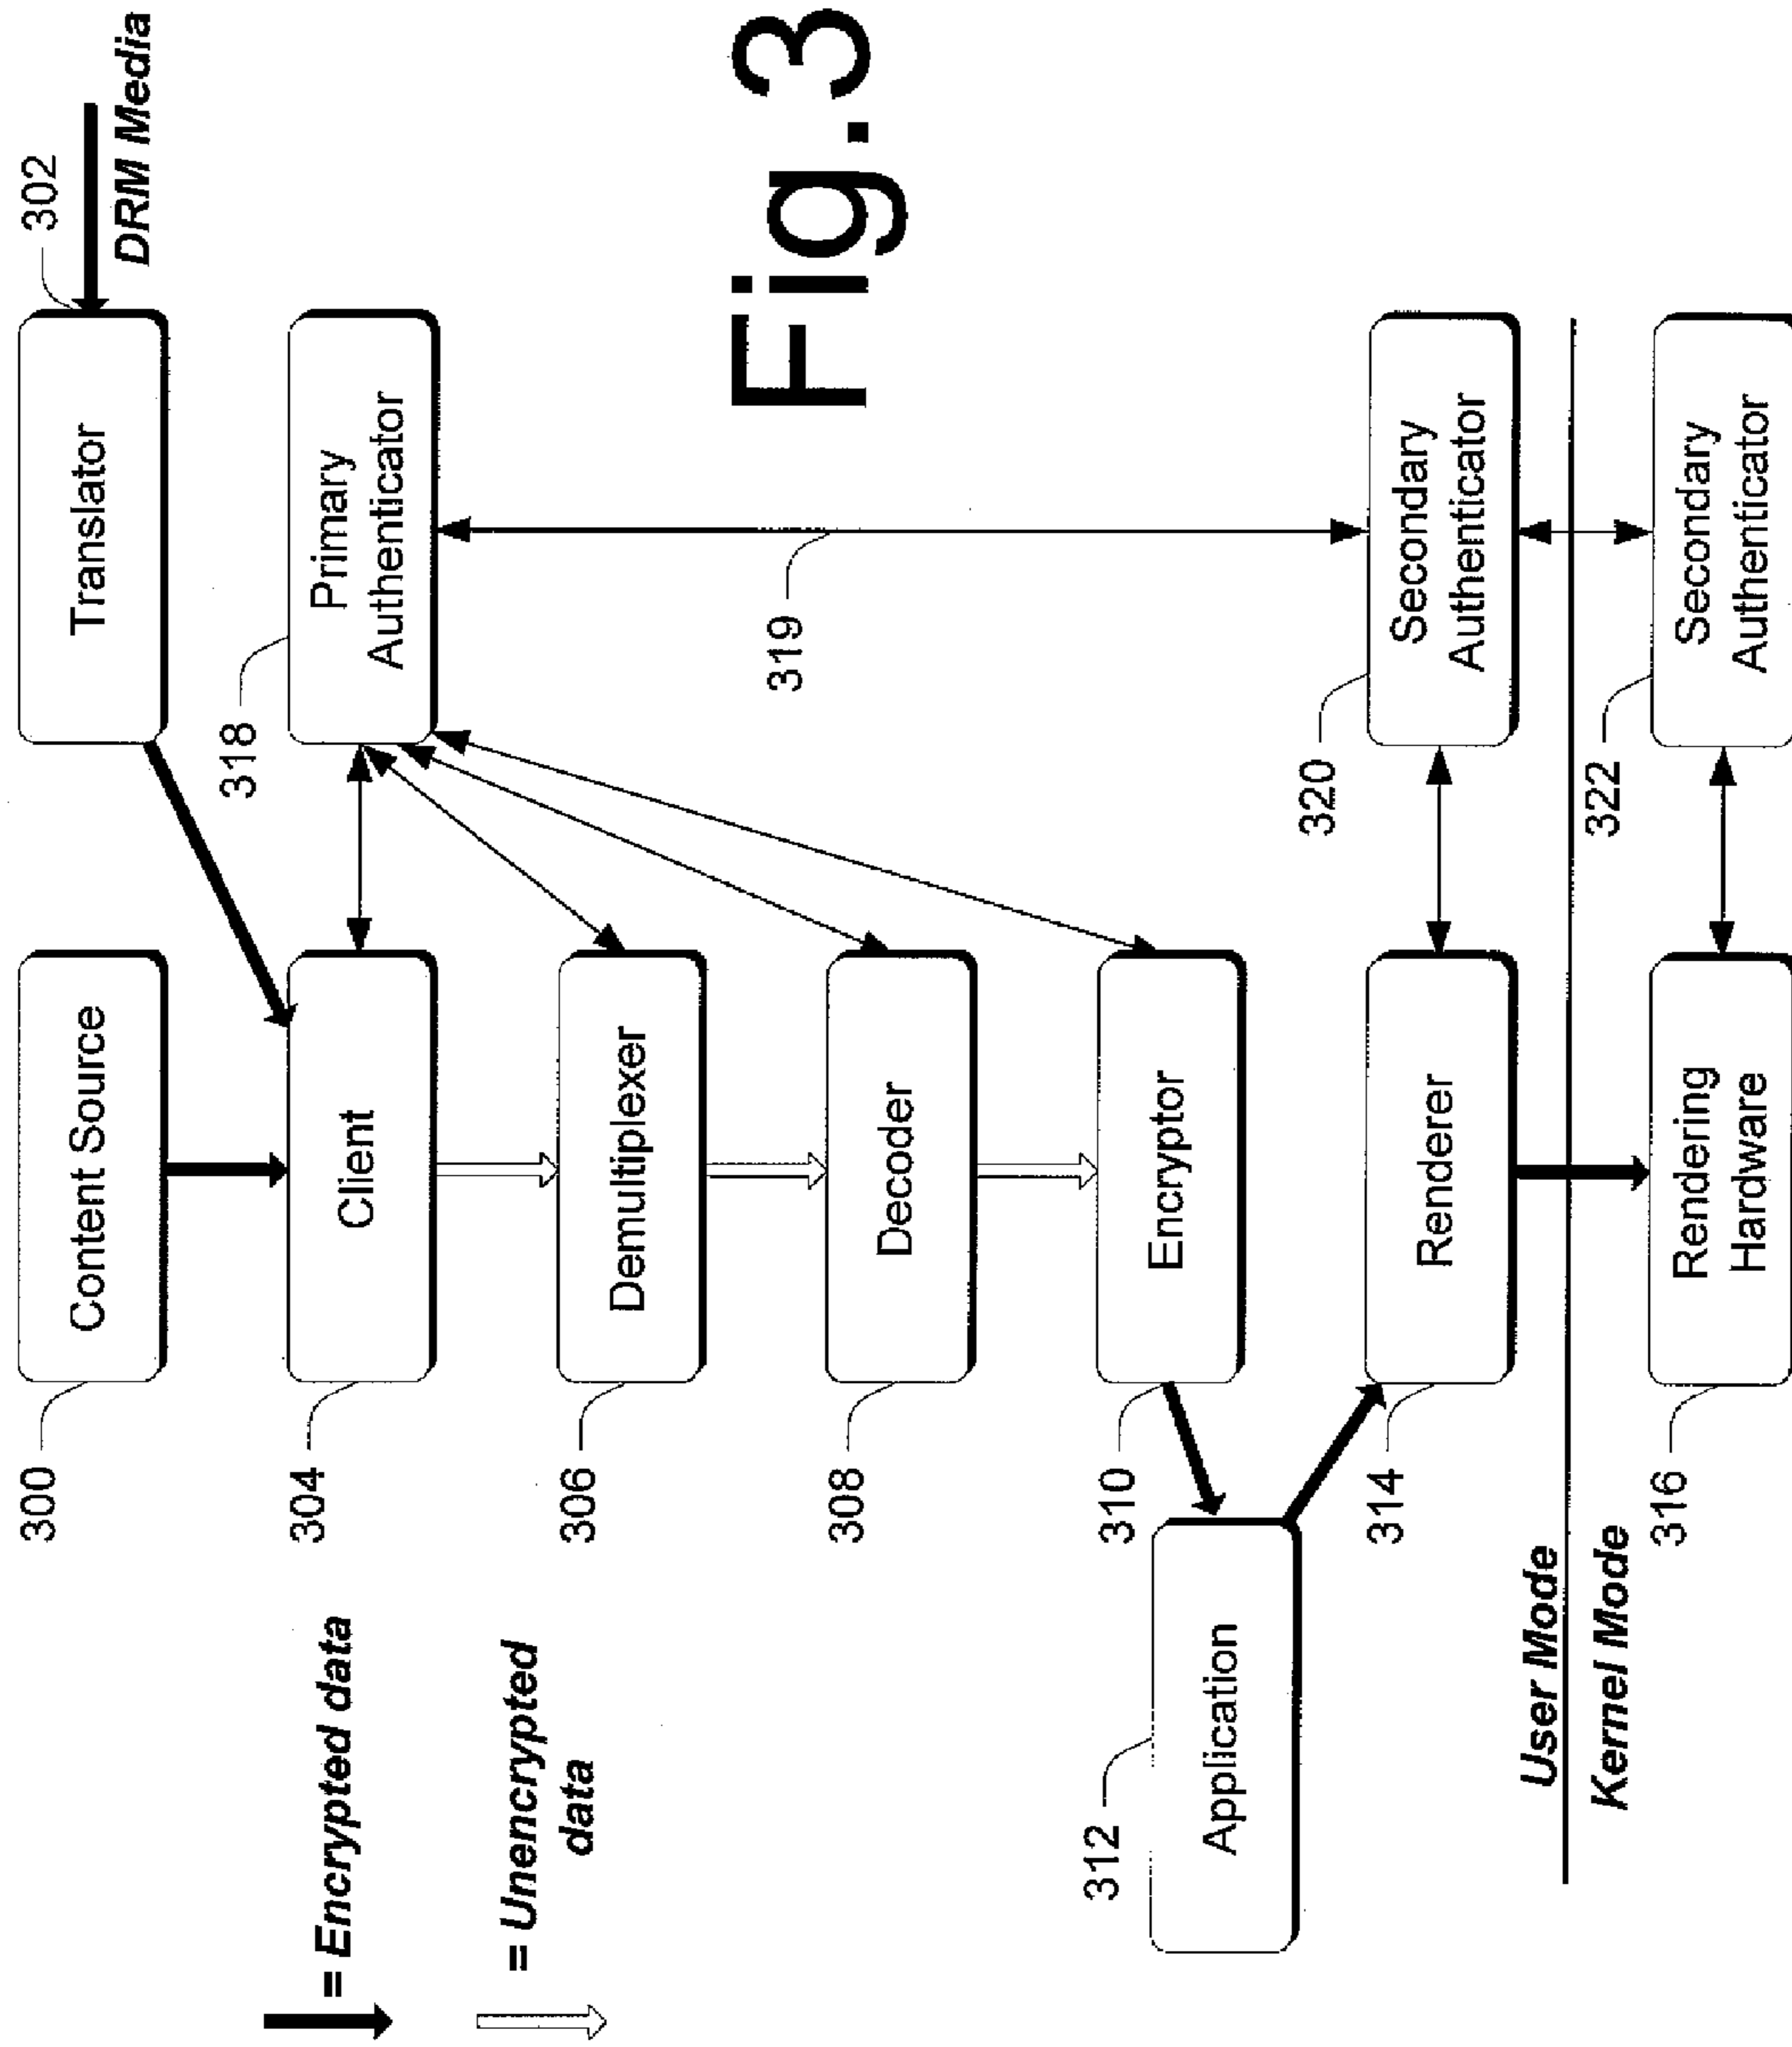 = Encrypted data
= Unencrypted
data
300
Content Source
Translator
302
DRM Media
304
Client
318
Primary
Authenticator
306
Demultiplexer
308
Decoder
319
Fig.3
310
Encryptor
312
Application
314
Renderer
320
Secondary
Authenticator
User Mode
Kernel Mode
316
Rendering
Hardware
322
Secondary
Authenticator